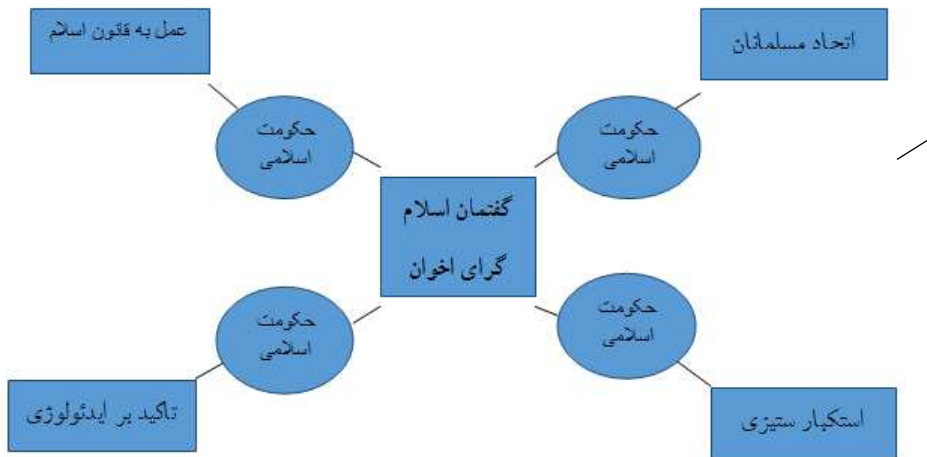 اتحاد مسلمانان
عمل به قانون اسلام
حکومت
اسلامی
حکومت
اسلامی
گفتمان اسلام
گرای اخوان
حکومت
اسلامی
حکومت
اسلامی
استکبار ستیزی
تاکید بر ایدئولوژی